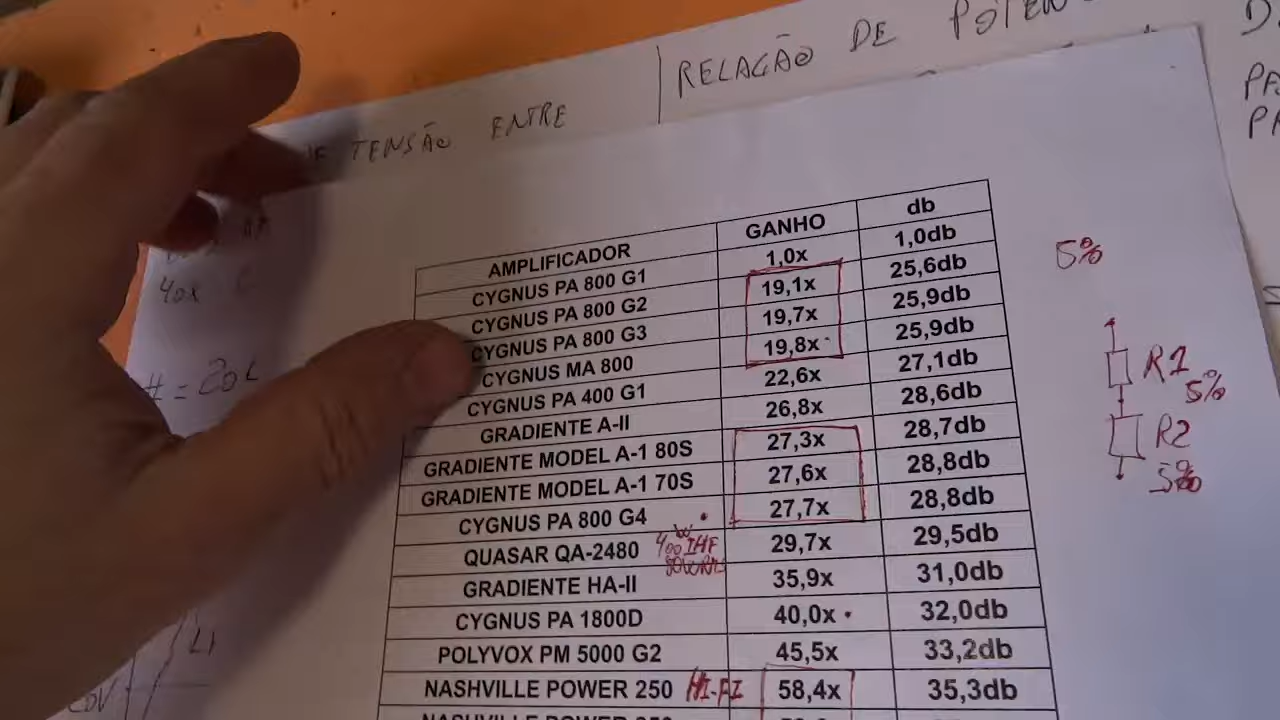 TENSÃO ENTRE
RELAÇÃO DE POTEN
40x
AMPLIFICADOR GANHO db
CYGNUS PA 800 G1 1,0x 1,0db
CYGNUS PA 800 G2 19,1x 25,6db
CYGNUS PA 800 G3 19,7x 25,9db
CYGNUS MA 800 19,8x 25,9db
CYGNUS PA 400 G1 22,6x 27,1db
GRADIENTE A-II 26,8x 28,6db
GRADIENTE MODEL A-1 80S 27,3x 28,7db
GRADIENTE MODEL A-1 70S 27,6x 28,8db
CYGNUS PA 800 G4 27,7x 28,8db
QUASAR QA-2480 400W IHF 29,7x 29,5db
GRADIENTE HA-II 35,9x 31,0db
CYGNUS PA 1800D 40,0x 32,0db
POLYVOX PM 5000 G2 45,5x 33,2db
NASHVILLE POWER 250 HI-FI 58,4x 35,3db
5%
R1
5%
R2
5%